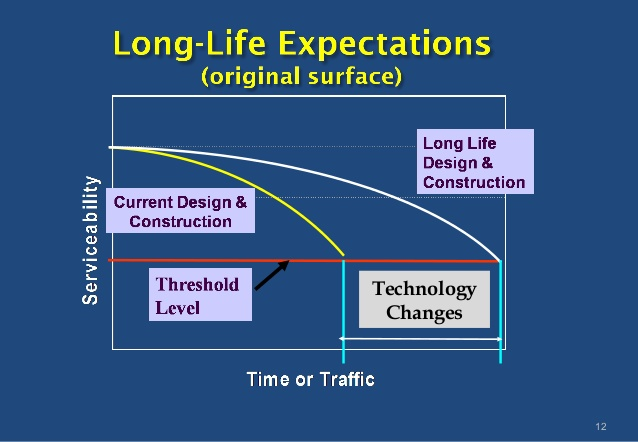 Long-Life Expectations
(original surface)
Long Life
Design &
Construction
Current Design &
Construction
Serviceability
Threshold
Level
Technology
Changes
Time or Traffic
12